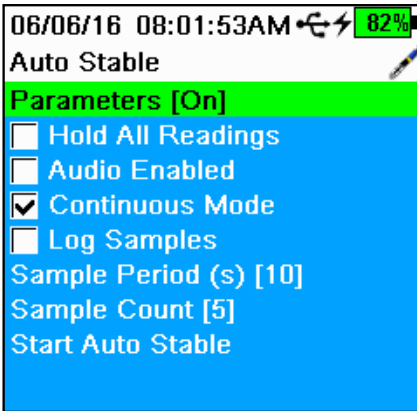 06/06/16 08:01:53AM 82%
Auto Stable
Parameters [On]
Hold All Readings
Audio Enabled
Continuous Mode
Log Samples
Sample Period (s) [10]
Sample Count [5]
Start Auto Stable